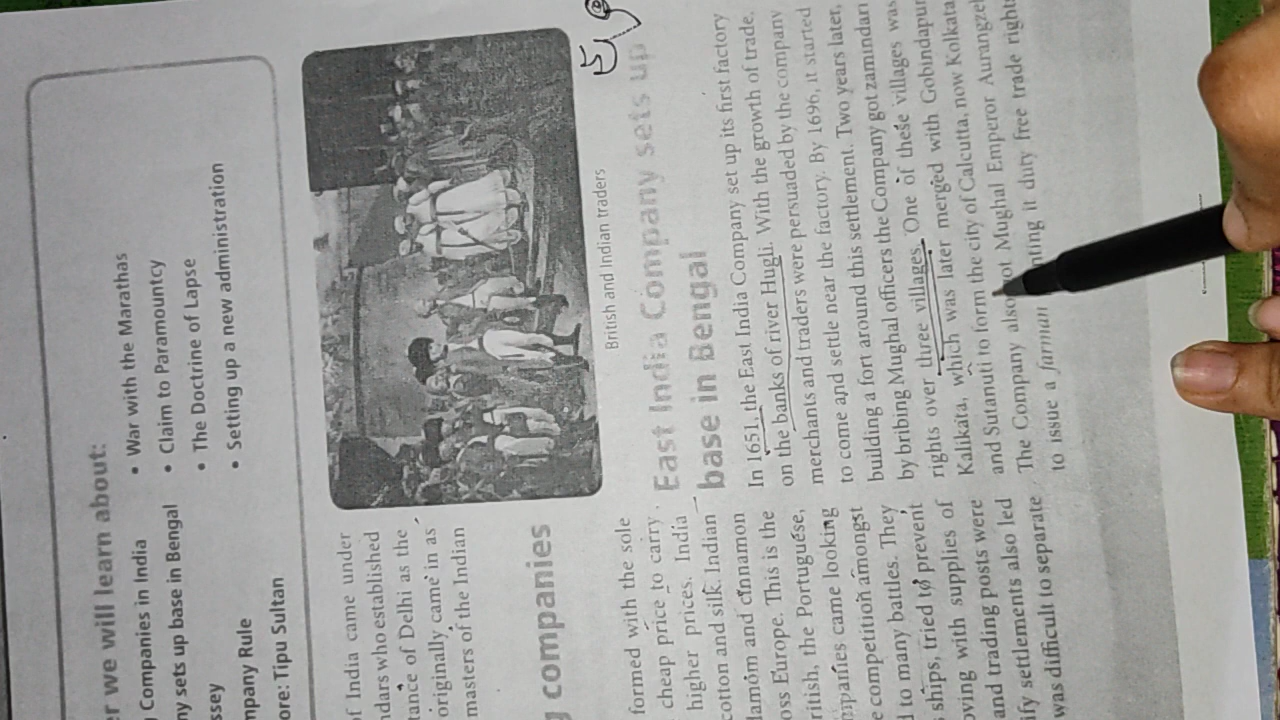 r we will learn about:
Companies in India
ny sets up base in Bengal
ssey
mpany Rule
ore: Tipu Sultan
• War with the Marathas
• Claim to Paramountcy
• The Doctrine of Lapse
• Setting up a new administration
f India came under
ndars who established
tance of Delhi as the
originally came in as
masters of the Indian
companies
formed with the sole
cheap price to carry
higher prices. India
cotton and silk. Indian
damom and cinnamon
oss Europe. This is the
ritish, the Portuguese,
mpanies came looking
e competition amongst
d to many battles. They
ships, tried to prevent
oving with supplies of
and trading posts were
ify settlements also led
was difficult to separate
British and Indian traders
East India Company sets up
base in Bengal
In 1651, the East India Company set up its first factory
on the banks of river Hugli. With the growth of trade,
merchants and traders were persuaded by the company
to come and settle near the factory. By 1696, it started
building a fort around this settlement. Two years later,
by bribing Mughal officers the Company got zamindari
rights over three villages. One of these villages was
Kalikata, which was later merged with Gobindapur
and Sutanuti to form the city of Calcutta, now Kolkata
The Company also got Mughal Emperor Aurangzeb
to issue a farman nting it duty free trade rights